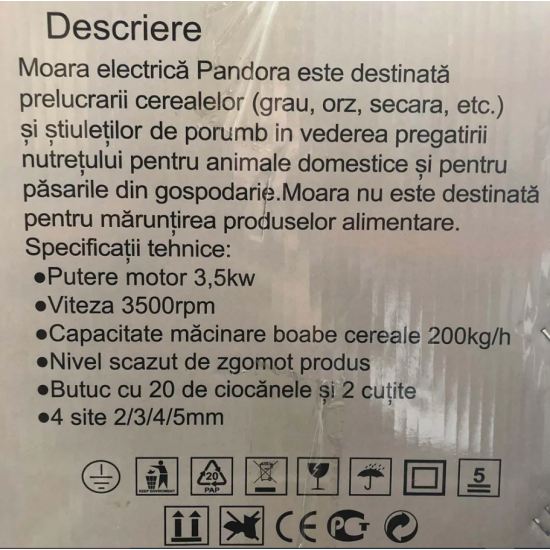 Descriere
Moara electrică Pandora este destinată
prelucrarii cerealelor (grau, orz, secara, etc.)
și știuleților de porumb in vederea pregatirii
nutrețului pentru animale domestice și pentru
păsarile din gospodarie.Moara nu este destinată
pentru mărunțirea produselor alimentare.
Specificații tehnice:
●Putere motor 3,5kw
●Viteza 3500rpm
●Capacitate măcinare boabe cereale 200kg/h
●Nivel scazut de zgomot produs
●Butuc cu 20 de ciocănele și 2 cuțite
●4 site 2/3/4/5mm
KEEP ENVIRONMENT
20
PAP
5
CE